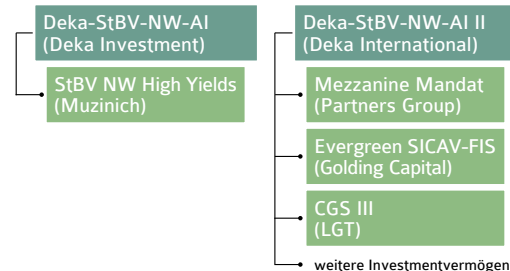 Deka-StBV-NW-AI
(Deka Investment)
StBV NW High Yields
(Muzinich)
Deka-StBV-NW-AI II
(Deka International)
Mezzanine Mandat
(Partners Group)
Evergreen SICAV-FIS
(Golding Capital)
CGS III
(LGT)
weitere Investmentvermögen